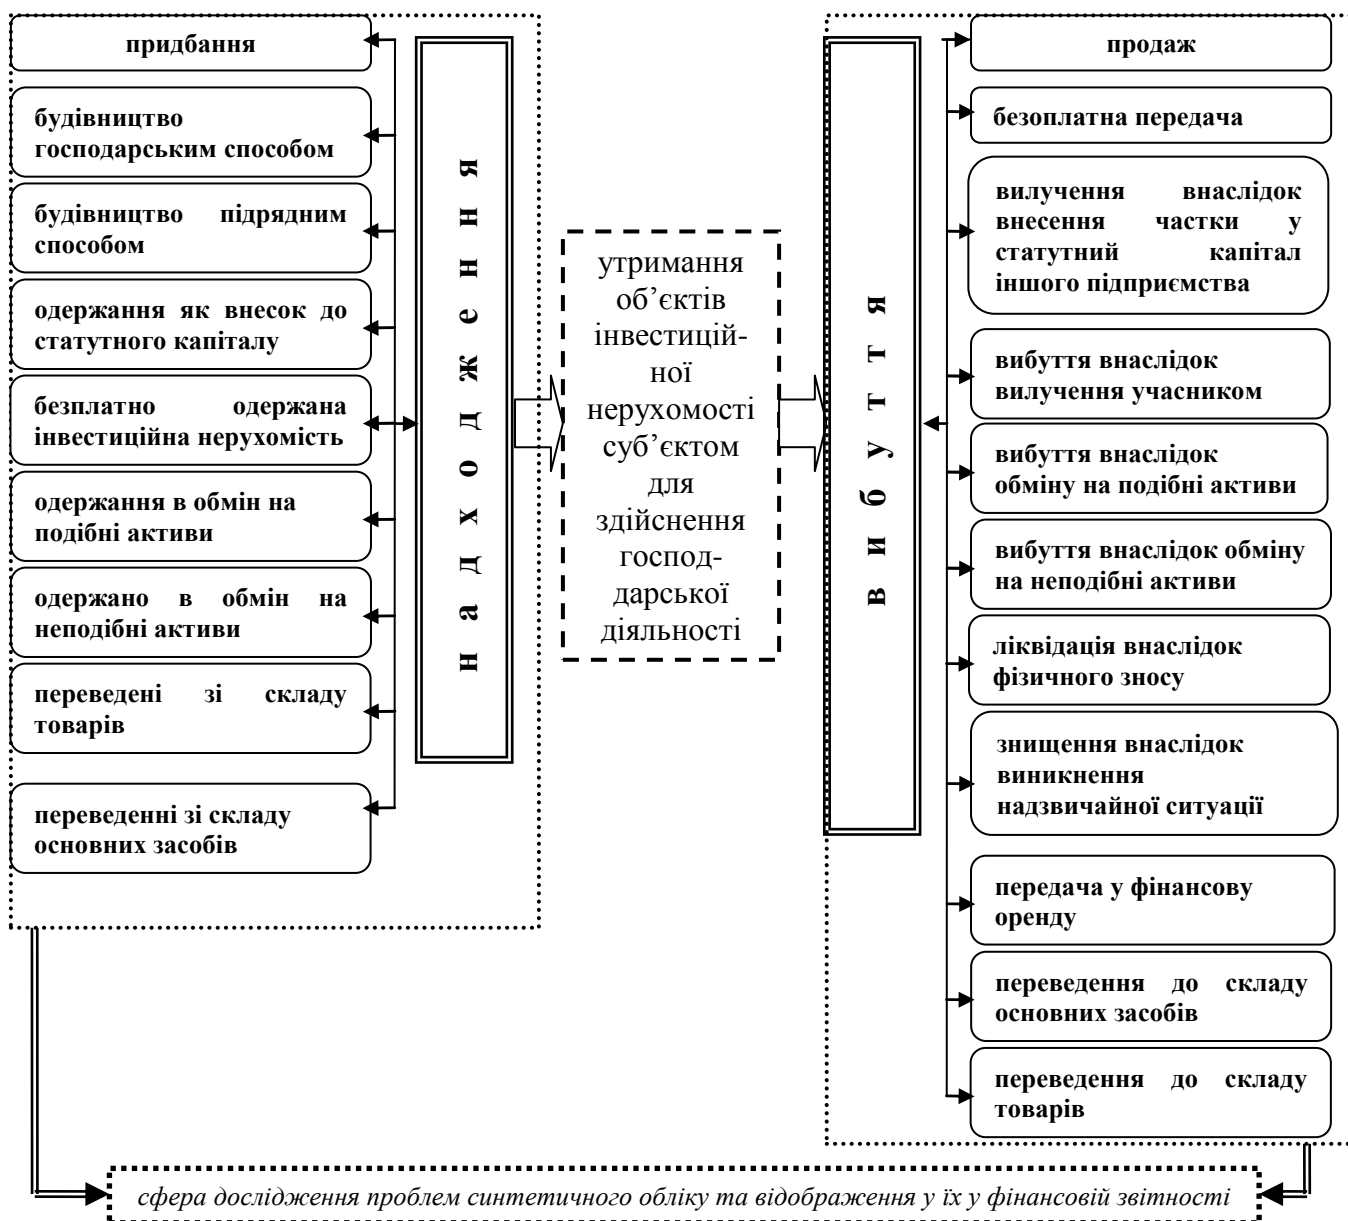 придбання
будівництво
господарським способом
будівництво підрядним
способом
одержання як внесок до
статутного капіталу
безплатно одержана
інвестиційна нерухомість
одержання в обмін на
подібні активи
одержано в обмін на
неподібні активи
переведені зі складу
товарів
переведенні зі складу
основних засобів
надходження
утримання
об’єктів
інвестицій-
ної
нерухомості
суб’єктом
для
здійснення
господ-
дарської
діяльності
вибуття
продаж
безоплатна передача
вилучення внаслідок
внесення частки у
статутний капітал
іншого підприємства
вибуття внаслідок
вилучення учасником
вибуття внаслідок
обміну на подібні активи
вибуття внаслідок обміну
на неподібні активи
ліквідація внаслідок
фізичного зносу
знищення внаслідок
виникнення
надзвичайної ситуації
передача у фінансову
оренду
переведення до складу
основних засобів
переведення до складу
товарів
сфера дослідження проблем синтетичного обліку та відображення у їх у фінансовій звітності